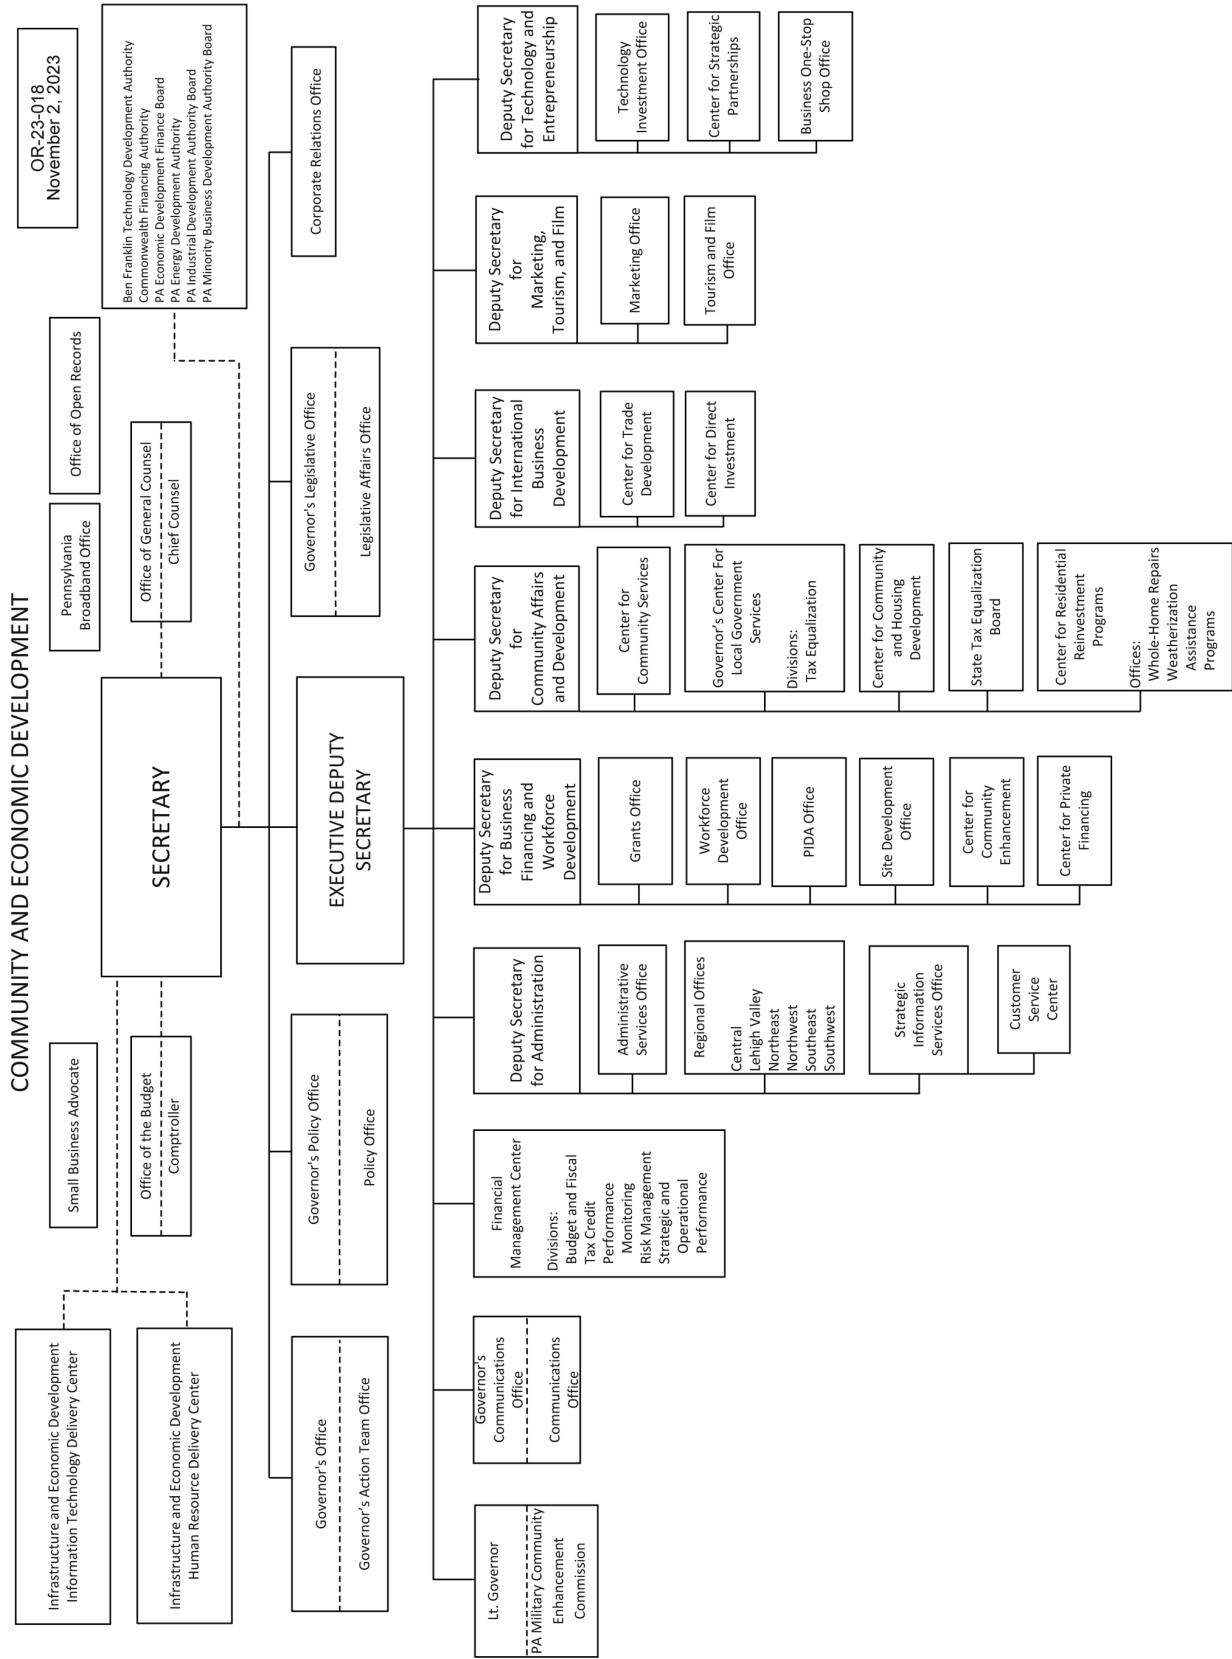 COMMUNITY AND ECONOMIC DEVELOPMENT
OR-23-018
November 2, 2023
Infrastructure and Economic Development
Information Technology Delivery Center
Infrastructure and Economic Development
Human Resource Delivery Center
Small Business Advocate
Office of the Budget
Comptroller
SECRETARY
Pennsylvania
Broadband Office
Office of Open Records
Office of General Counsel
Chief Counsel
Ben Franklin Technology Development Authority
Commonwealth Financing Authority
PA Economic Development Finance Board
PA Energy Development Authority
PA Industrial Development Authority Board
PA Minority Business Development Authority Board
Governor's Office
Governor's Action Team Office
Governor's Policy Office
Policy Office
EXECUTIVE DEPUTY
SECRETARY
Governor's Legislative Office
Legislative Affairs Office
Corporate Relations Office
Lt. Governor
PA Military Community
Enhancement
Commission
Governor's
Communications
Office
Communications
Office
Financial
Management Center
Divisions:
Budget and Fiscal
Tax Credit
Performance
Monitoring
Risk Management
Strategic and
Operational
Performance
Deputy Secretary
for Administration
Administrative
Services Office
Regional Offices
Central
Lehigh Valley
Northeast
Northwest
Southeast
Southwest
Strategic
Information
Services Office
Customer
Service
Center
Deputy Secretary
for Business
Financing and
Workforce
Development
Grants Office
Workforce
Development
Office
PIDA Office
Site Development
Office
Center for
Community
Enhancement
Center for Private
Financing
Deputy Secretary
for
Community Affairs
and Development
Center for
Community Services
Governor's Center For
Local Government
Services
Divisions:
Tax Equalization
Center for Community
and Housing
Development
State Tax Equalization
Board
Center for Residential
Reinvestment
Programs
Offices:
Whole-Home Repairs
Weatherization
Assistance
Programs
Deputy Secretary
for International
Business
Development
Center for Trade
Development
Center for Direct
Investment
Deputy Secretary
for
Marketing,
Tourism, and Film
Marketing Office
Tourism and Film
Office
Deputy Secretary
for Technology and
Entrepreneurship
Technology
Investment Office
Center for Strategic
Partnerships
Business One-Stop
Shop Office